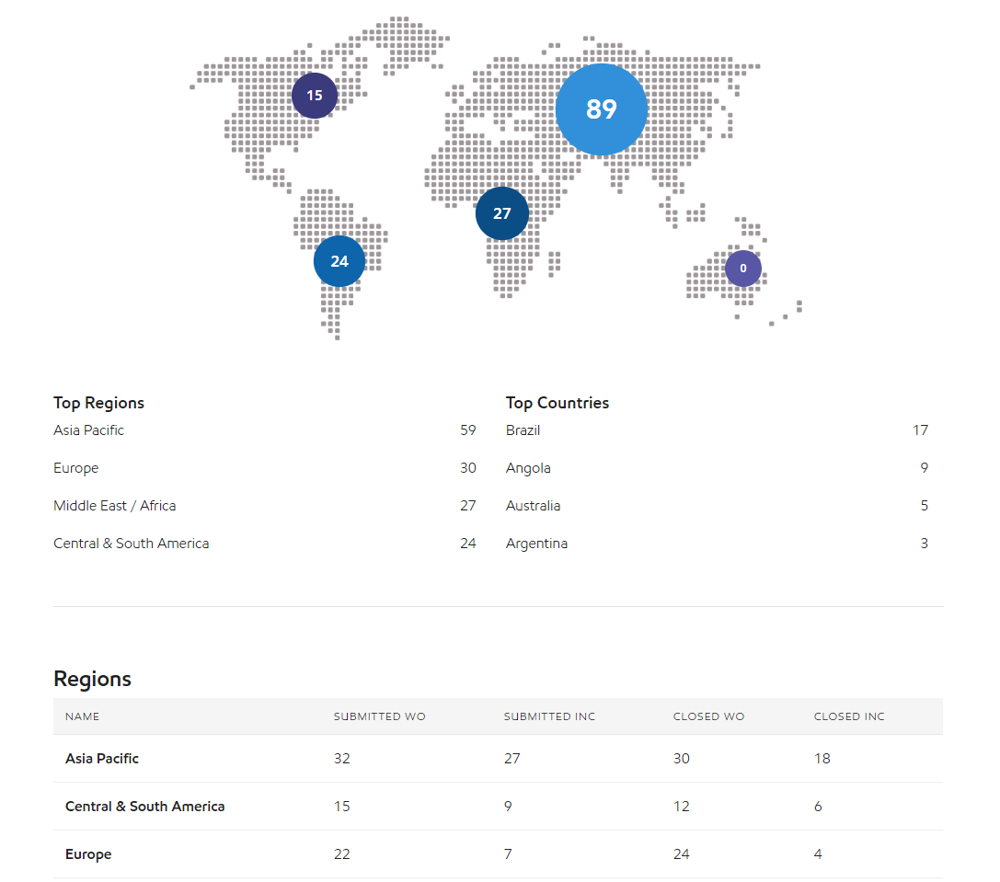 15
89
27
24
0
Top Regions
Asia Pacific 59
Europe 30
Middle East / Africa 27
Central & South America 24
Top Countries
Brazil 17
Angola 9
Australia 5
Argentina 3
Regions
NAME SUBMITTED WO SUBMITTED INC CLOSED WO CLOSED INC
Asia Pacific 32 27 30 18
Central & South America 15 9 12 6
Europe 22 7 24 4